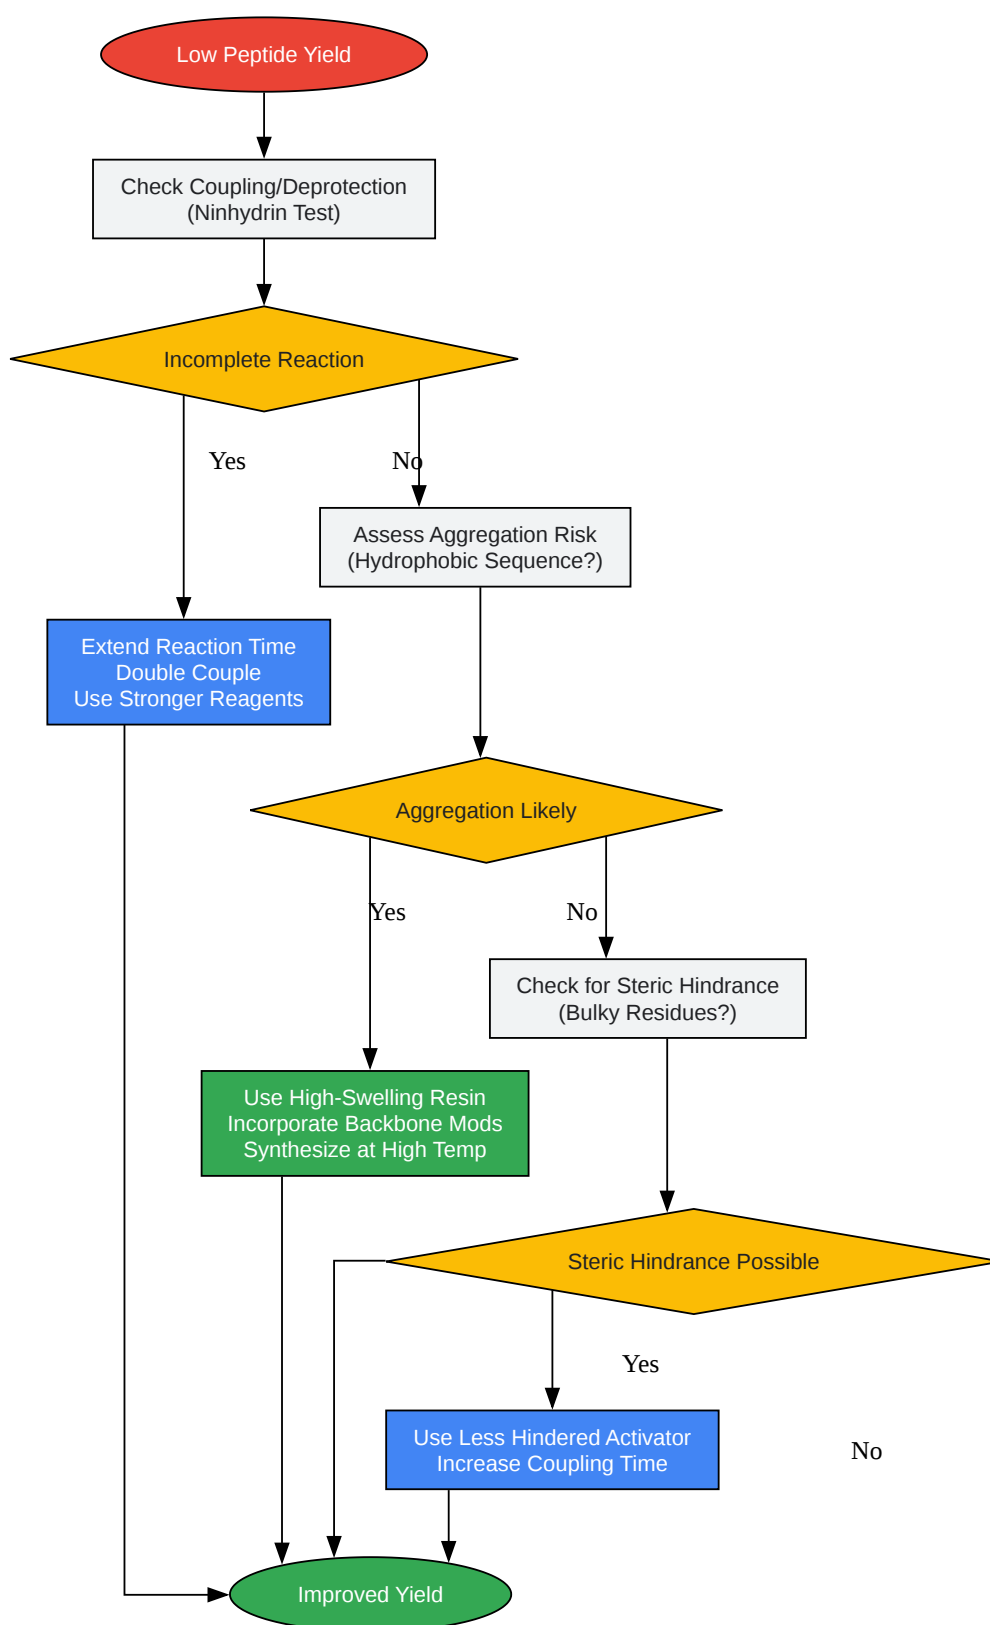 Low Peptide Yield
Check Coupling/Deprotection
(Ninhydrin Test)
Incomplete Reaction
Yes
No
Assess Aggregation Risk
(Hydrophobic Sequence?)
Extend Reaction Time
Double Couple
Use Stronger Reagents
Aggregation Likely
Yes
No
Check for Steric Hindrance
(Bulky Residues?)
Use High-Swelling Resin
Incorporate Backbone Mods
Synthesize at High Temp
Steric Hindrance Possible
Yes
Use Less Hindered Activator
Increase Coupling Time
No
Improved Yield